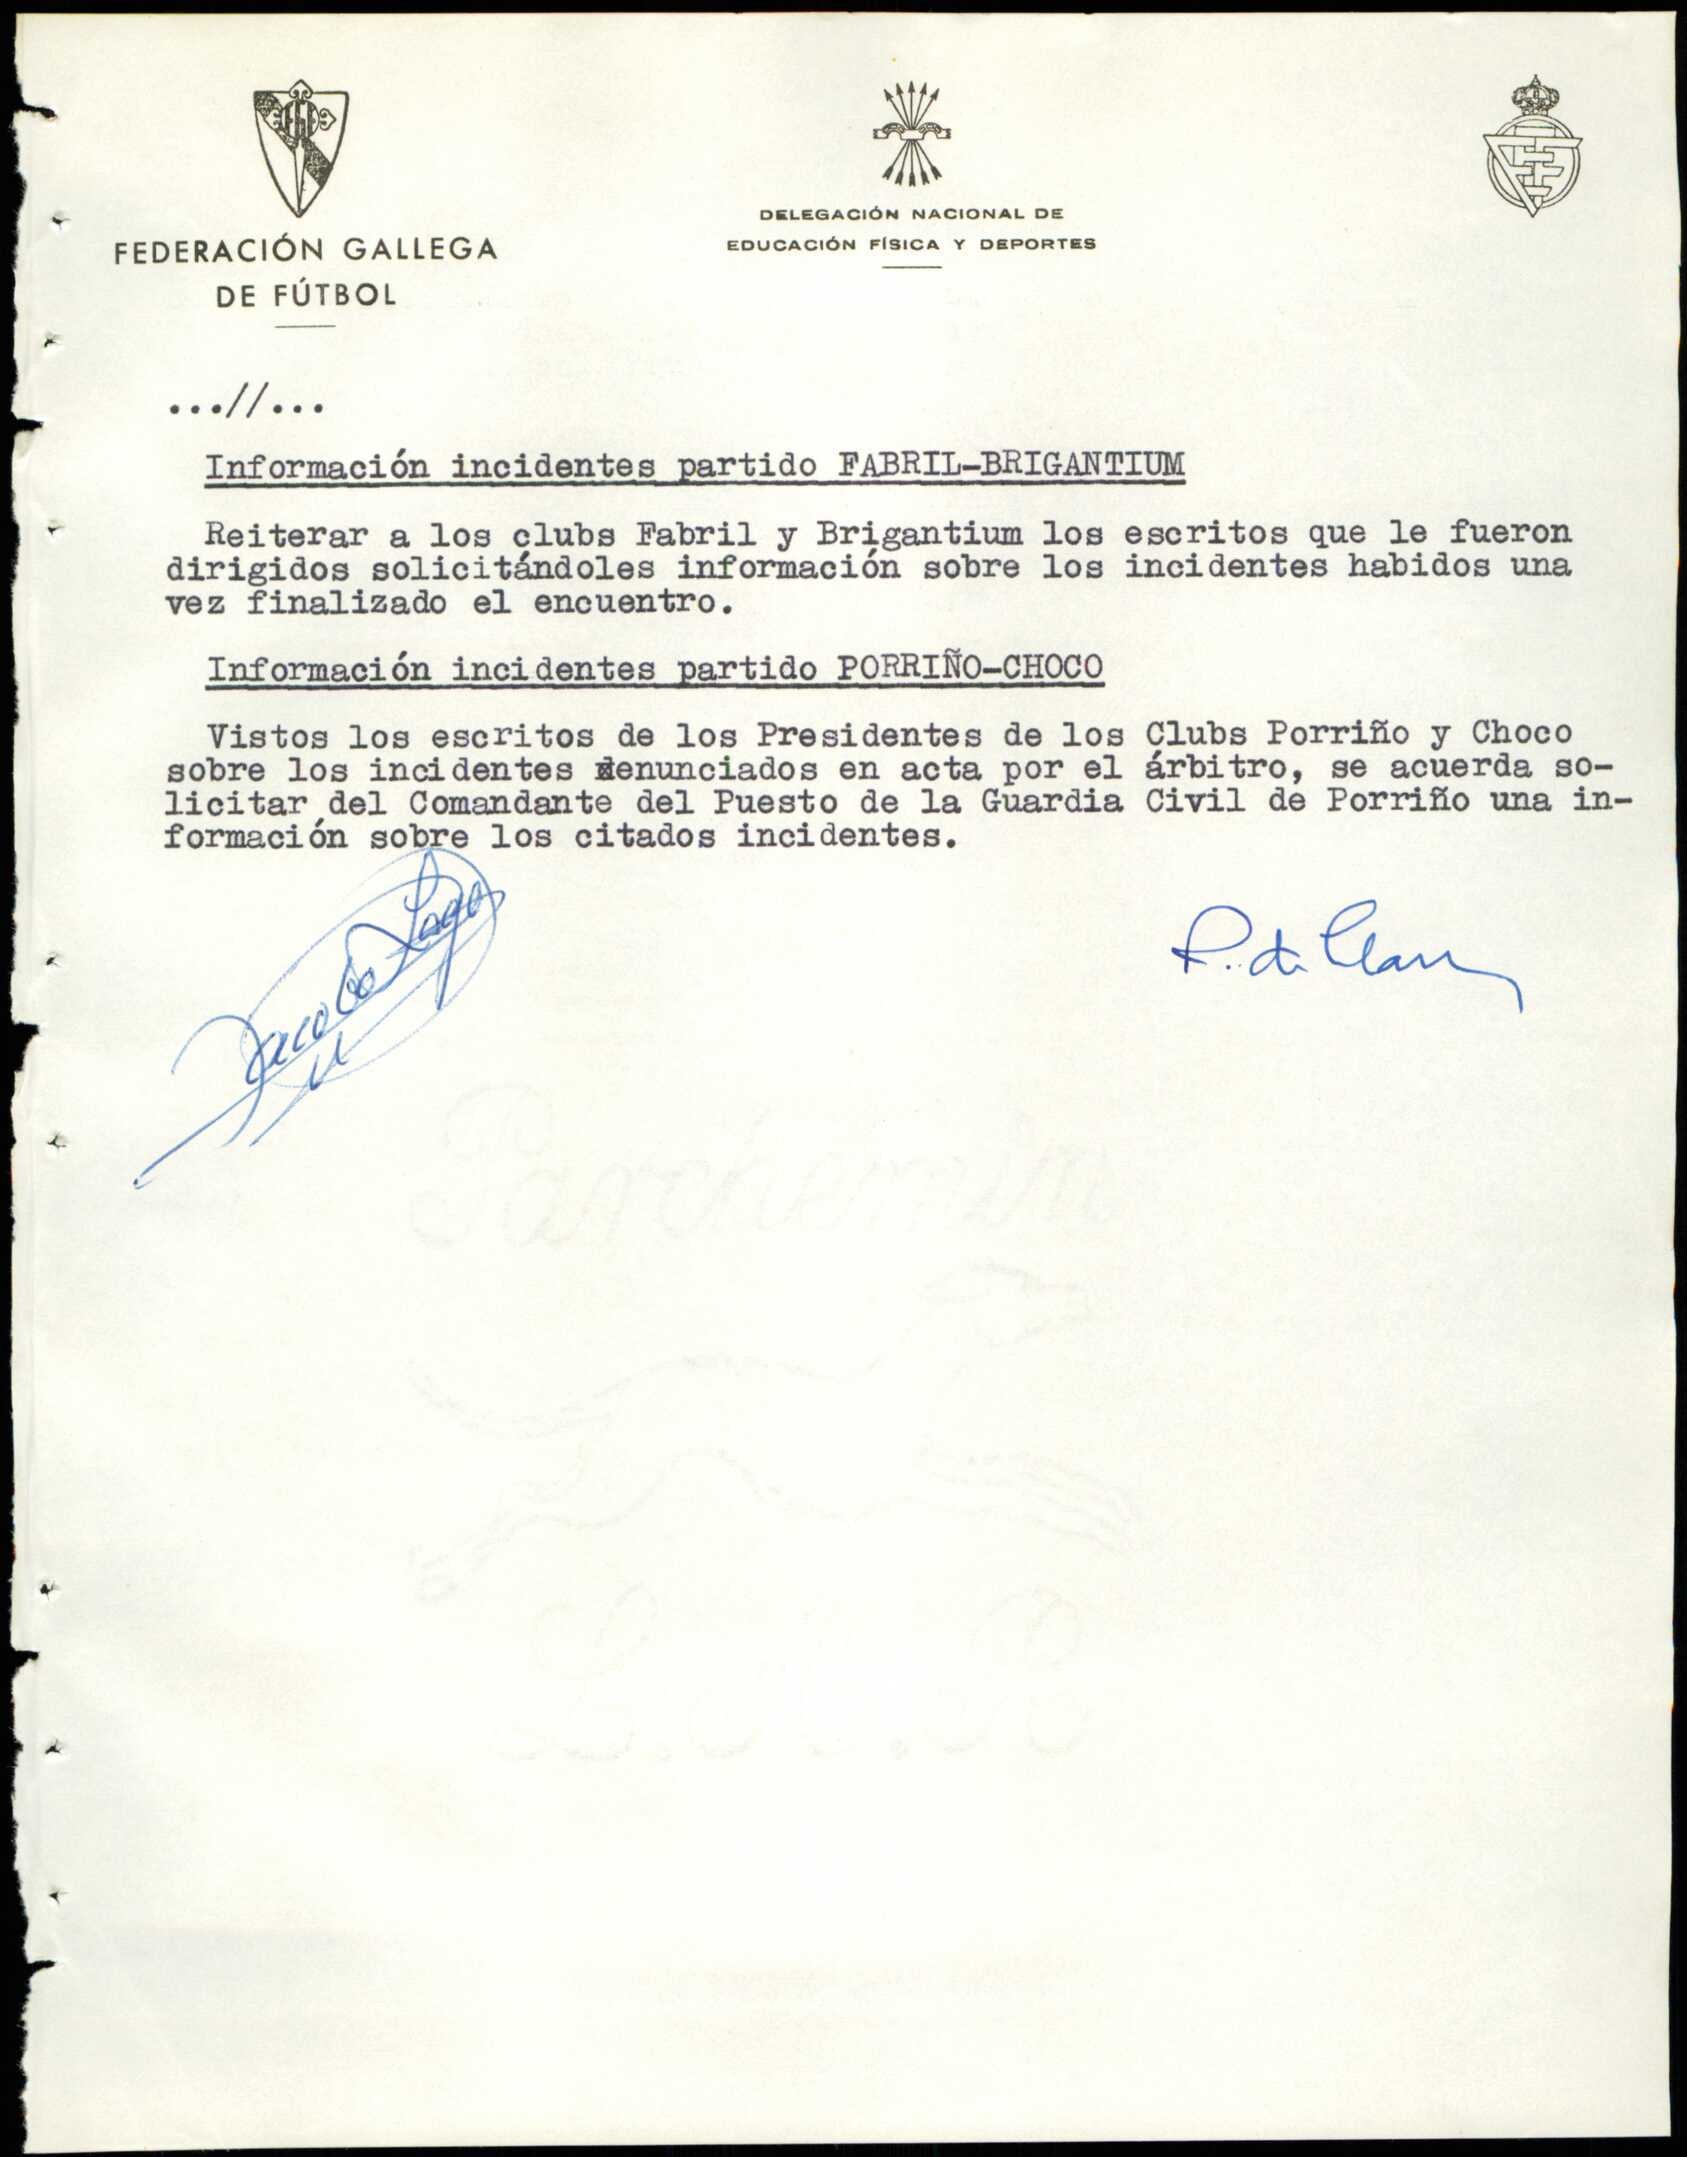 FEDERACIÓN GALLEGA
DE FÚTBOL
DELEGACIÓN NACIONAL DE
EDUCACIÓN FÍSICA Y DEPORTES
...//...
Información incidentes partido FABRIL-BRIGANTIUM
Reiterar a los clubs Fabril y Brigantium los escritos que le fueron
dirigidos solicitándoles información sobre los incidentes habidos una
vez finalizado el encuentro.
Información incidentes partido PORRIÑO-CHOCO
Vistos los escritos de los Presidentes de los Clubs Porriño y Choco
sobre los incidentes denunciados en acta por el árbitro, se acuerda so-
licitar del Comandante del Puesto de la Guardia Civil de Porriño una in-
formación sobre los citados incidentes.